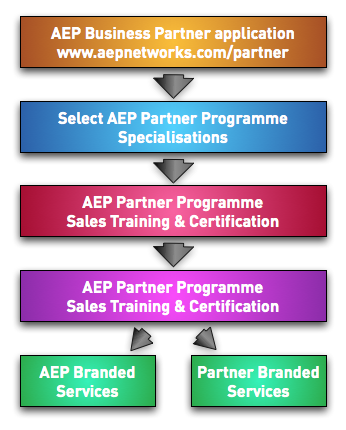 AEP Business Partner application
www.aepnetworks.com/partner
Select AEP Partner Programme
Specialisations
AEP Partner Programme
Sales Training & Certification
AEP Partner Programme
Sales Training & Certification
AEP Branded
Services
Partner Branded
Services